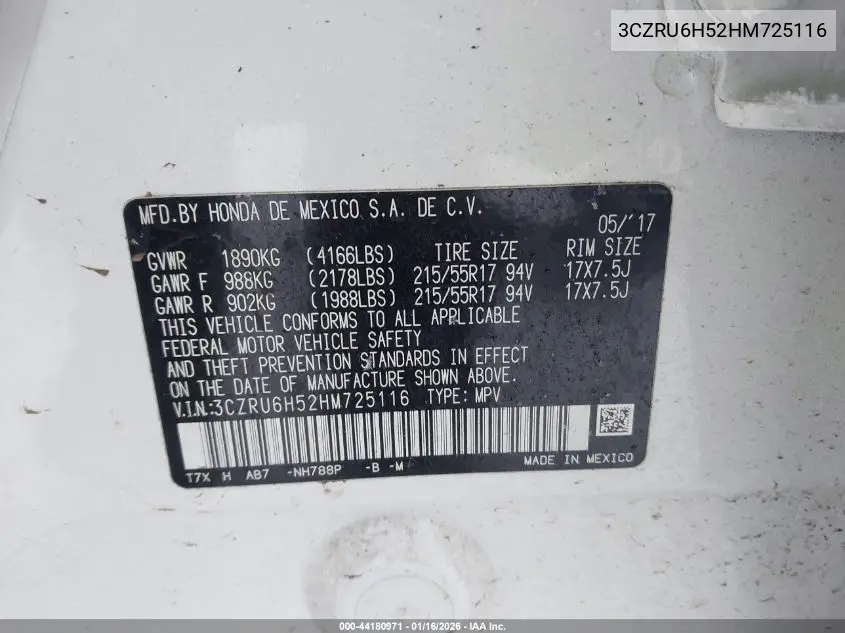 3CZRU6H52HM725116
MFD.BY HONDA DE MEXICO S.A. DE C.V.
05/'17
GVWR 1890KG (4166LBS) TIRE SIZE RIM SIZE
GAWR F 988KG (2178LBS) 215/55R17 94V 17X7.5J
GAWR R 902KG (1988LBS) 215/55R17 94V 17X7.5J
THIS VEHICLE CONFORMS TO ALL APPLICABLE
FEDERAL MOTOR VEHICLE SAFETY
AND THEFT PREVENTION STANDARDS IN EFFECT
ON THE DATE OF MANUFACTURE SHOWN ABOVE.
V.I.N.:3CZRU6H52HM725116 TYPE: MPV
T7X H AB7 -NH788P -B -M MADE IN MEXICO
000-44180971 - 01/16/2026 - IAA Inc.